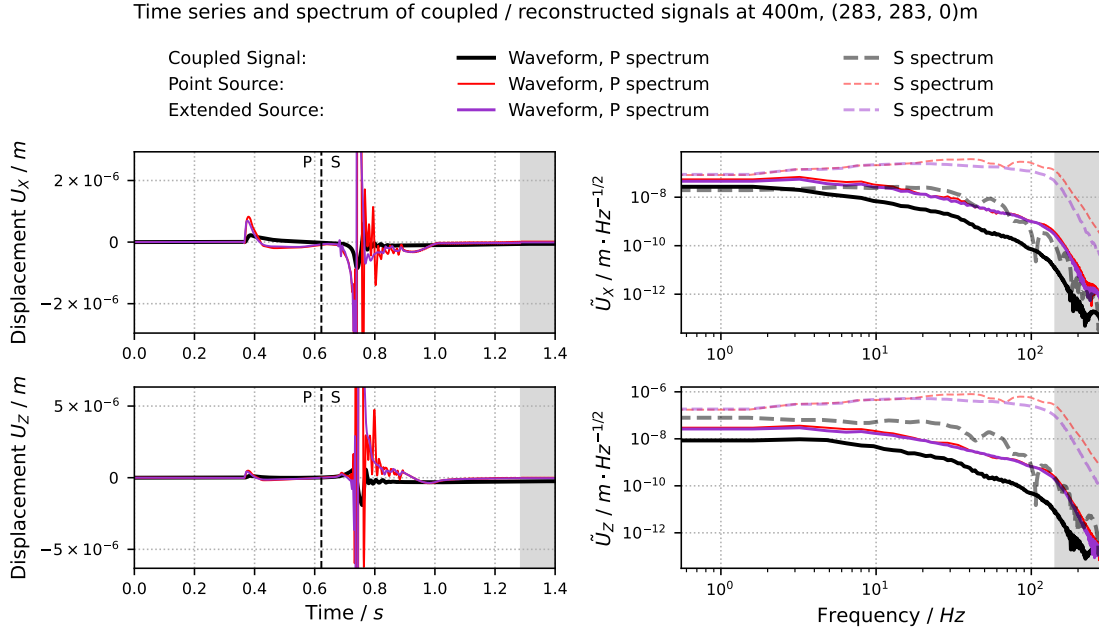 Time series and spectrum of coupled / reconstructed signals at 400m, (283, 283, 0)m
Coupled Signal: Waveform, P spectrum S spectrum
Point Source: Waveform, P spectrum S spectrum
Extended Source: Waveform, P spectrum S spectrum
Displacement U_X / m
2 × 10⁻⁶
0
−2 × 10⁻⁶
P S
0.0 0.2 0.4 0.6 0.8 1.0 1.2 1.4
Ũ_X / m · Hz⁻¹ᐟ²
10⁻⁸
10⁻¹⁰
10⁻¹²
10⁰ 10¹ 10²
Displacement U_Z / m
5 × 10⁻⁶
0
−5 × 10⁻⁶
P S
0.0 0.2 0.4 0.6 0.8 1.0 1.2 1.4
Time / s
Ũ_Z / m · Hz⁻¹ᐟ²
10⁻⁶
10⁻⁸
10⁻¹⁰
10⁻¹²
10⁰ 10¹ 10²
Frequency / Hz